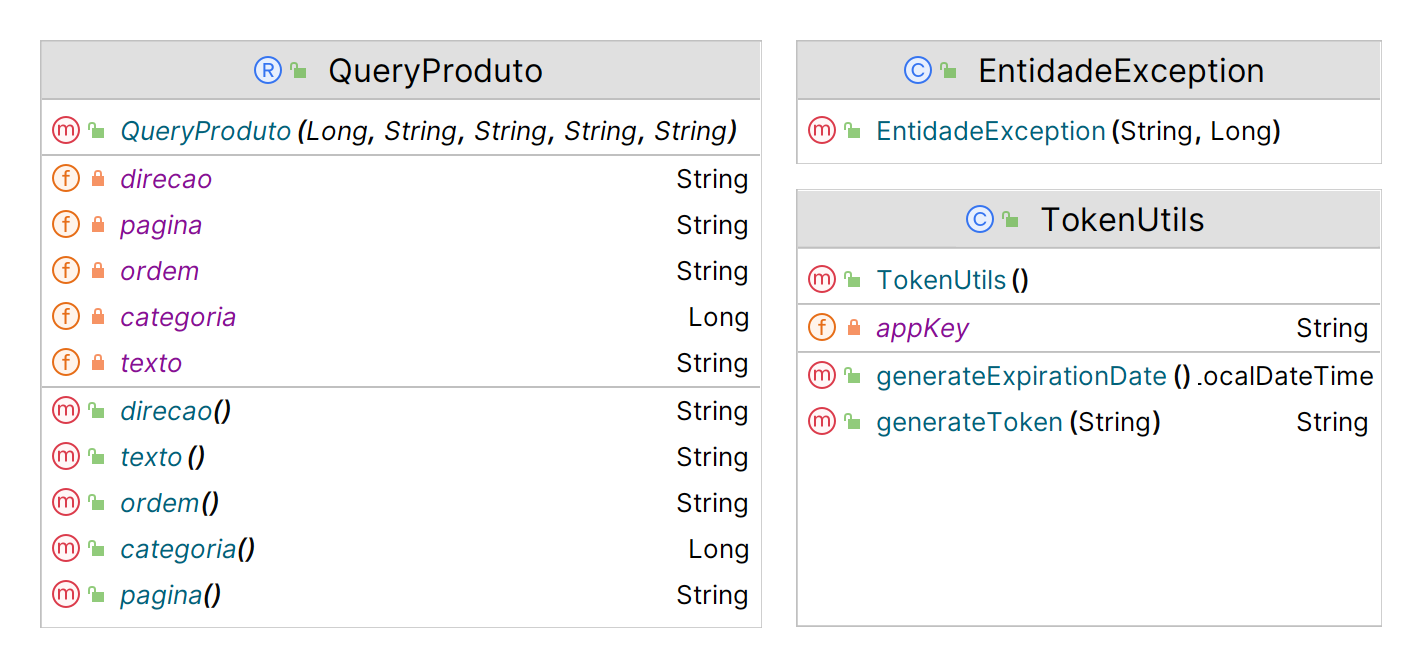 R QueryProduto
m QueryProduto(Long, String, String, String, String)
f direcao String
f pagina String
f ordem String
f categoria Long
f texto String
m direcao() String
m texto() String
m ordem() String
m categoria() Long
m pagina() String
C EntidadeException
m EntidadeException(String, Long)
C TokenUtils
m TokenUtils()
f appKey String
m generateExpirationDate() ocalDateTime
m generateToken(String) String